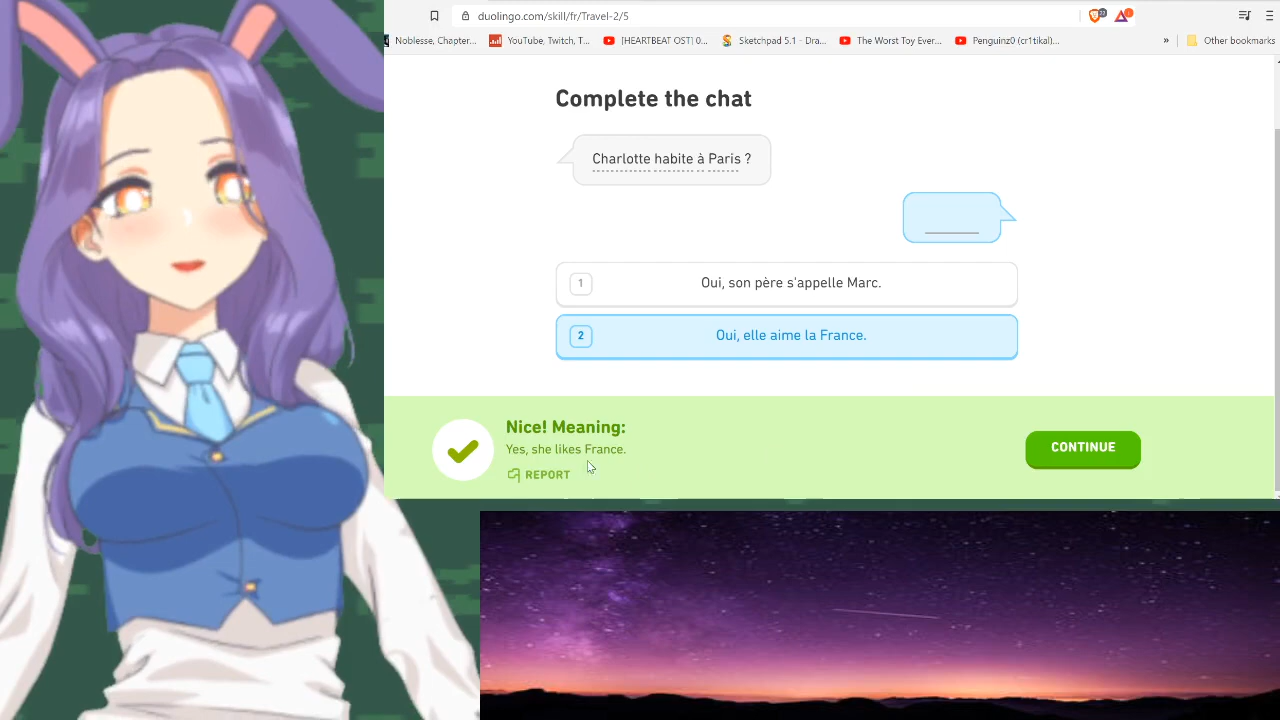 duolingo.com/skill/fr/Travel-2/5
Noblesse, Chapter... YouTube, Twitch, T... [HEARTBEAT OST] 0... Sketchpad 5.1 - Dr... The Worst Toy Ever... Penguinz0 (cr1tikal)... » Other bookmarks
Complete the chat
Charlotte habite à Paris ?
1 Oui, son père s'appelle Marc.
2 Oui, elle aime la France.
Nice! Meaning:
Yes, she likes France.
REPORT
CONTINUE